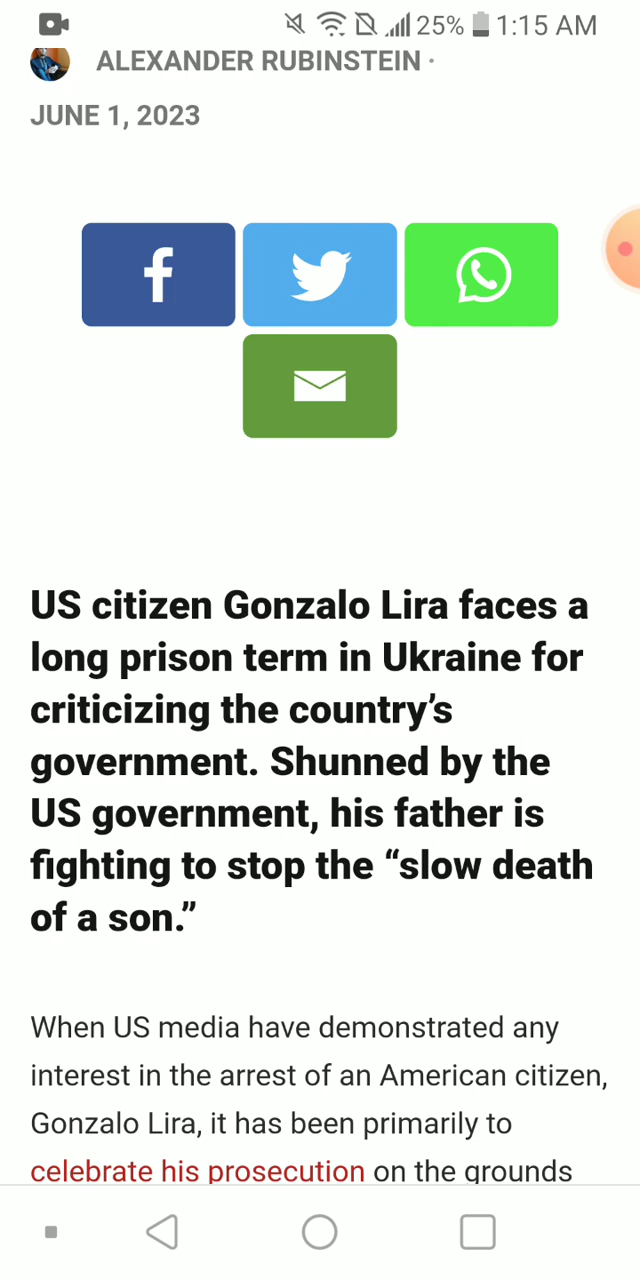 25% 1:15 AM
ALEXANDER RUBINSTEIN ·
JUNE 1, 2023
US citizen Gonzalo Lira faces a
long prison term in Ukraine for
criticizing the country’s
government. Shunned by the
US government, his father is
fighting to stop the “slow death
of a son.”
When US media have demonstrated any
interest in the arrest of an American citizen,
Gonzalo Lira, it has been primarily to
celebrate his prosecution on the grounds